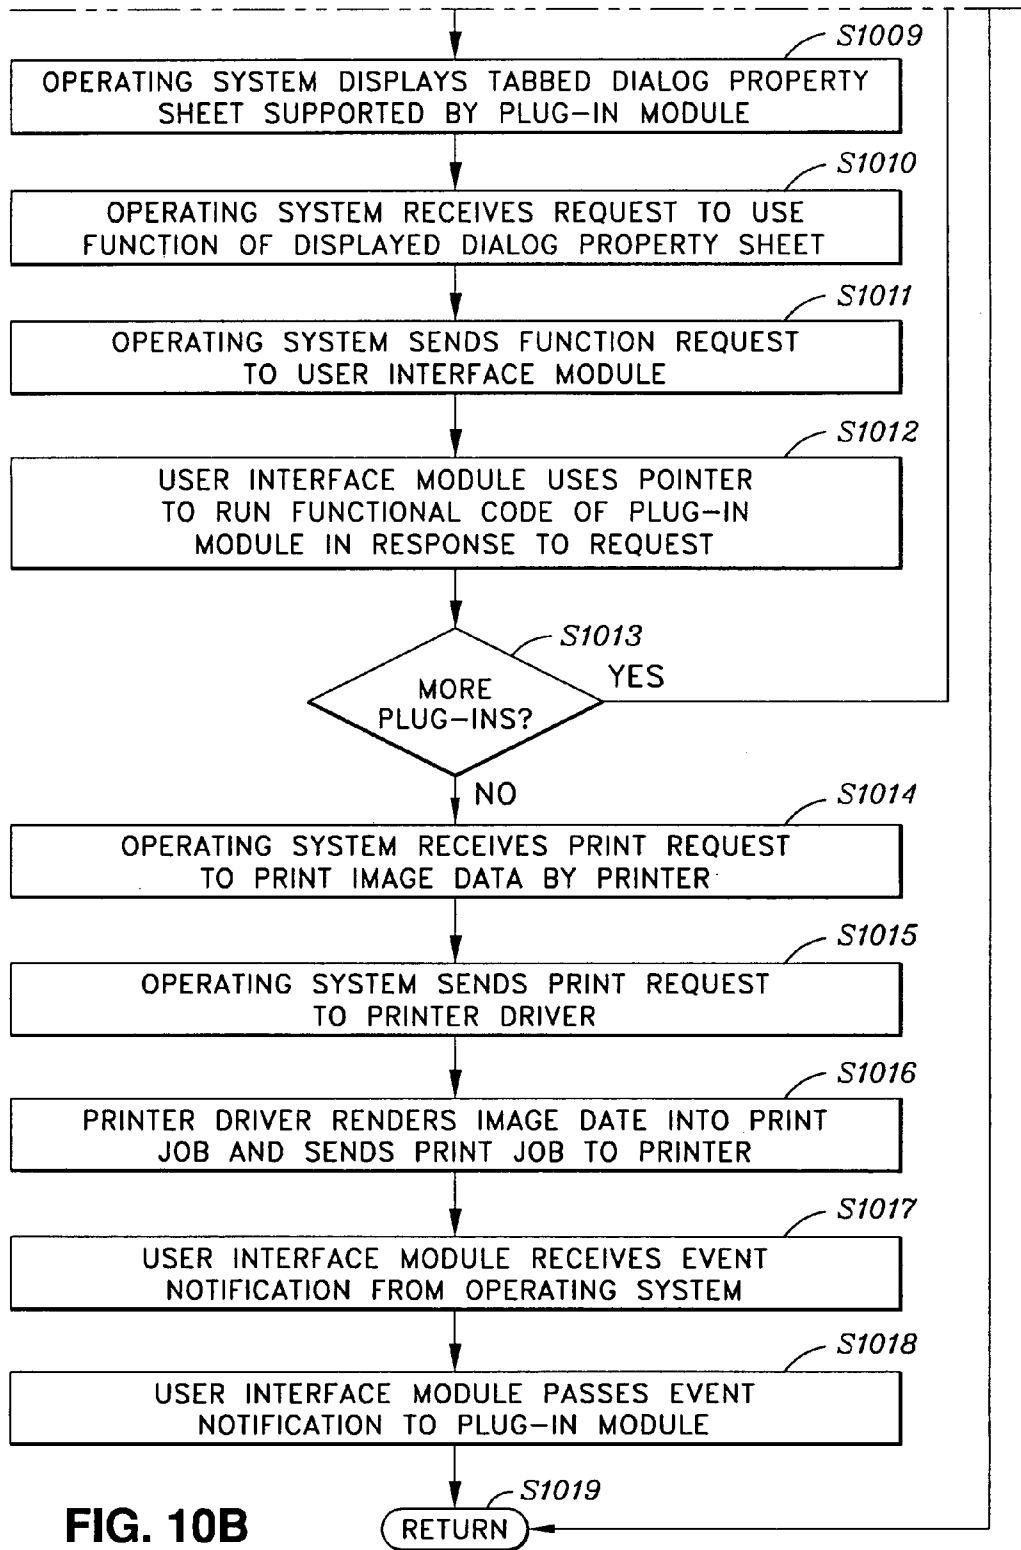 S1009
OPERATING SYSTEM DISPLAYS TABBED DIALOG PROPERTY
SHEET SUPPORTED BY PLUG-IN MODULE
S1010
OPERATING SYSTEM RECEIVES REQUEST TO USE
FUNCTION OF DISPLAYED DIALOG PROPERTY SHEET
S1011
OPERATING SYSTEM SENDS FUNCTION REQUEST
TO USER INTERFACE MODULE
S1012
USER INTERFACE MODULE USES POINTER
TO RUN FUNCTIONAL CODE OF PLUG-IN
MODULE IN RESPONSE TO REQUEST
S1013
YES
MORE
PLUG-INS?
NO
S1014
OPERATING SYSTEM RECEIVES PRINT REQUEST
TO PRINT IMAGE DATA BY PRINTER
S1015
OPERATING SYSTEM SENDS PRINT REQUEST
TO PRINTER DRIVER
S1016
PRINTER DRIVER RENDERS IMAGE DATE INTO PRINT
JOB AND SENDS PRINT JOB TO PRINTER
S1017
USER INTERFACE MODULE RECEIVES EVENT
NOTIFICATION FROM OPERATING SYSTEM
S1018
USER INTERFACE MODULE PASSES EVENT
NOTIFICATION TO PLUG-IN MODULE
S1019
RETURN
FIG. 10B